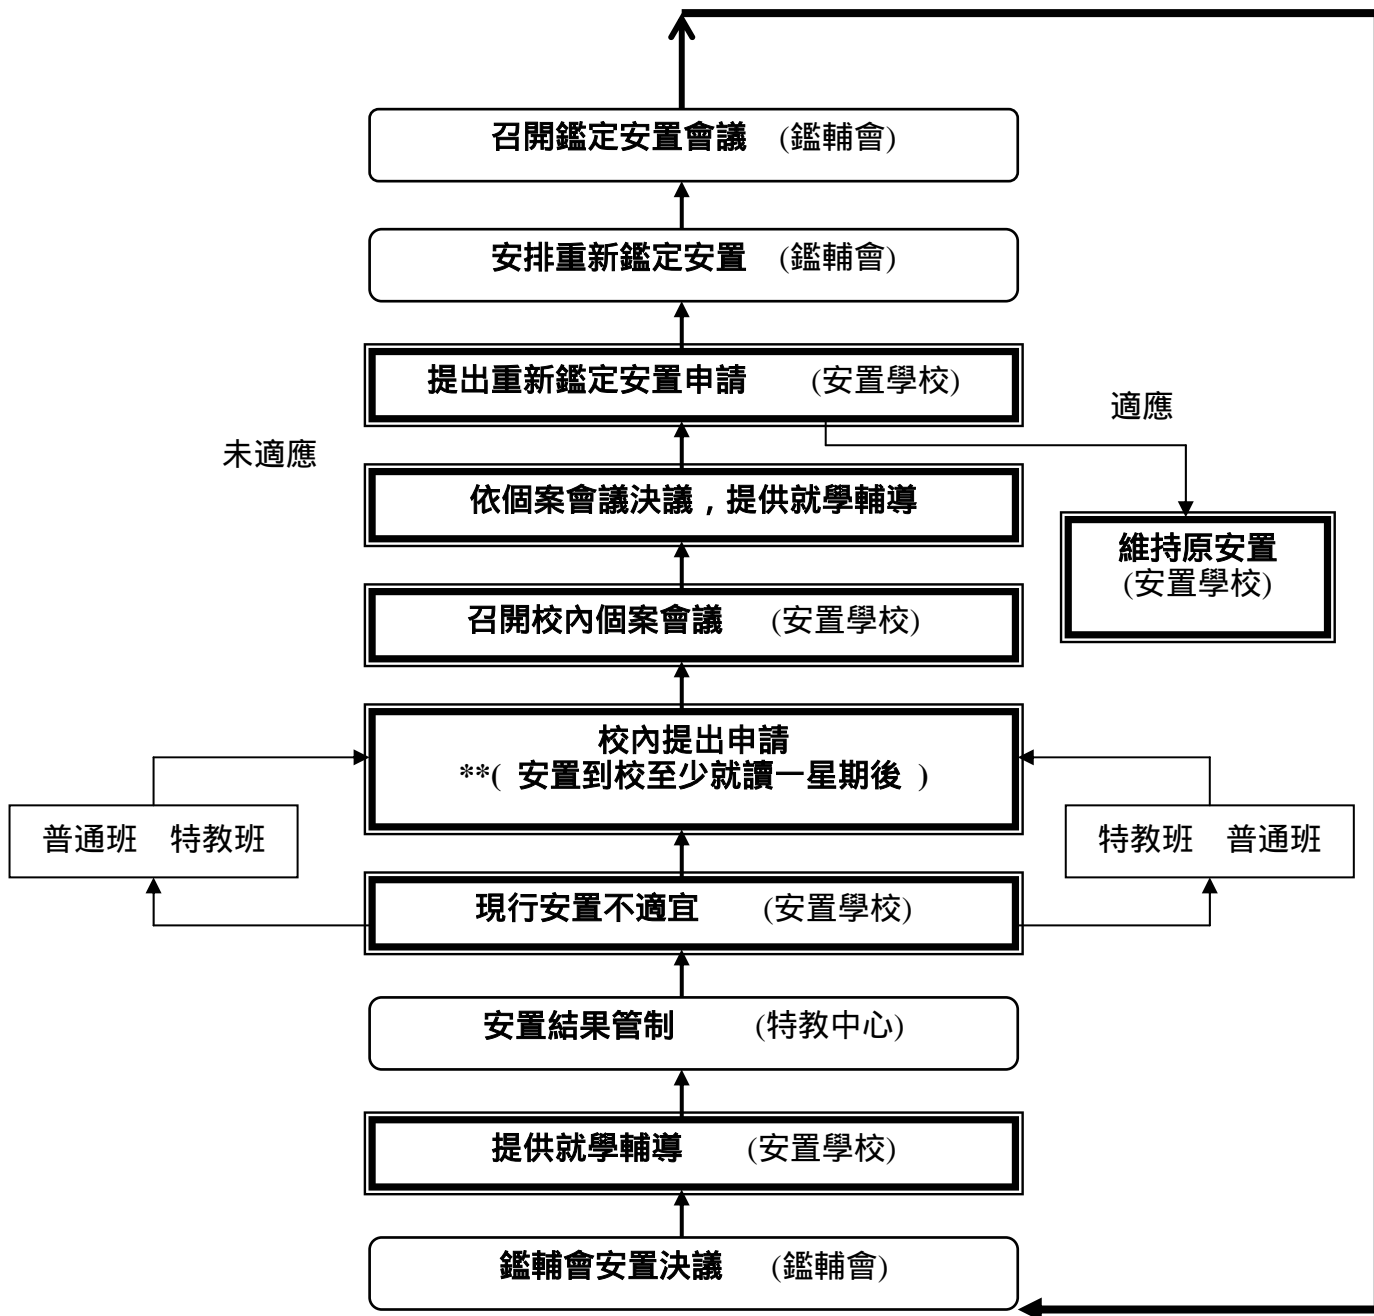 召開鑑定安置會議 (鑑輔會)
安排重新鑑定安置 (鑑輔會)
提出重新鑑定安置申請 (安置學校)
適應
未適應
依個案會議決議，提供就學輔導
維持原安置
(安置學校)
召開校內個案會議 (安置學校)
校內提出申請
**( 安置到校至少就讀一星期後 )
普通班 特教班
特教班 普通班
現行安置不適宜 (安置學校)
安置結果管制 (特教中心)
提供就學輔導 (安置學校)
鑑輔會安置決議 (鑑輔會)